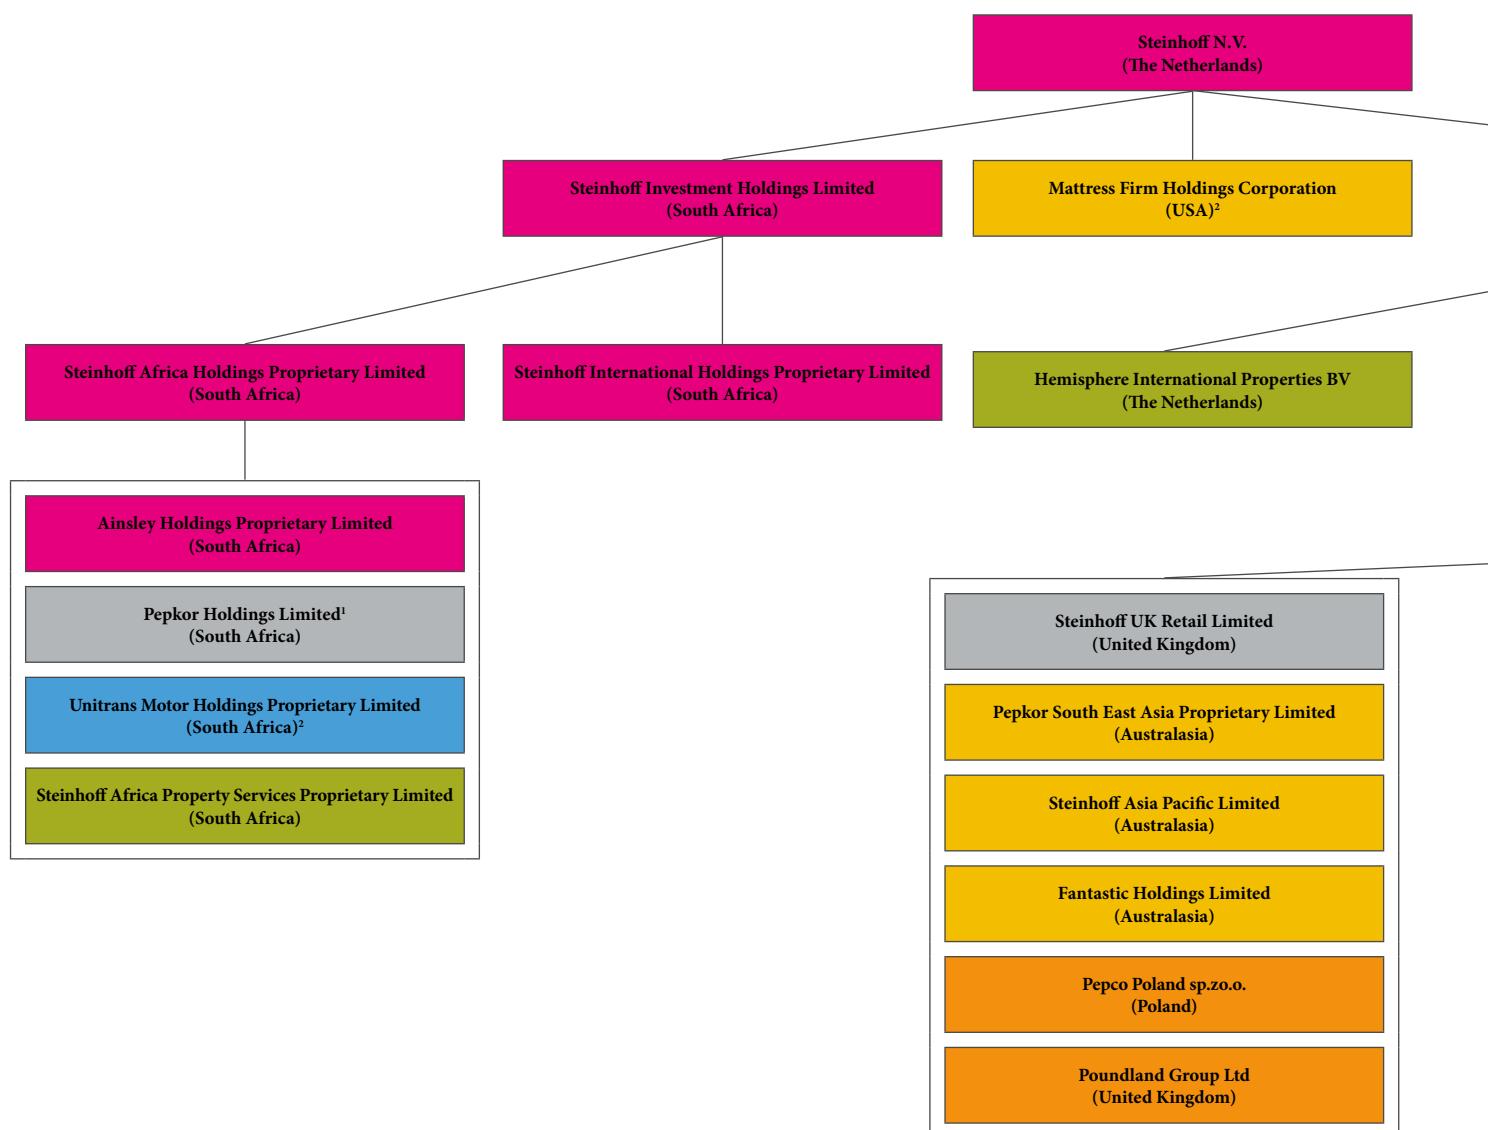 Steinhoff N.V.
(The Netherlands)
Steinhoff Investment Holdings Limited
(South Africa)
Mattress Firm Holdings Corporation
(USA)²
Steinhoff Africa Holdings Proprietary Limited
(South Africa)
Steinhoff International Holdings Proprietary Limited
(South Africa)
Hemisphere International Properties BV
(The Netherlands)
Ainsley Holdings Proprietary Limited
(South Africa)
Pepkor Holdings Limited¹
(South Africa)
Unitrans Motor Holdings Proprietary Limited
(South Africa)²
Steinhoff Africa Property Services Proprietary Limited
(South Africa)
Steinhoff UK Retail Limited
(United Kingdom)
Pepkor South East Asia Proprietary Limited
(Australasia)
Steinhoff Asia Pacific Limited
(Australasia)
Fantastic Holdings Limited
(Australasia)
Pepco Poland sp.zo.o.
(Poland)
Poundland Group Ltd
(United Kingdom)